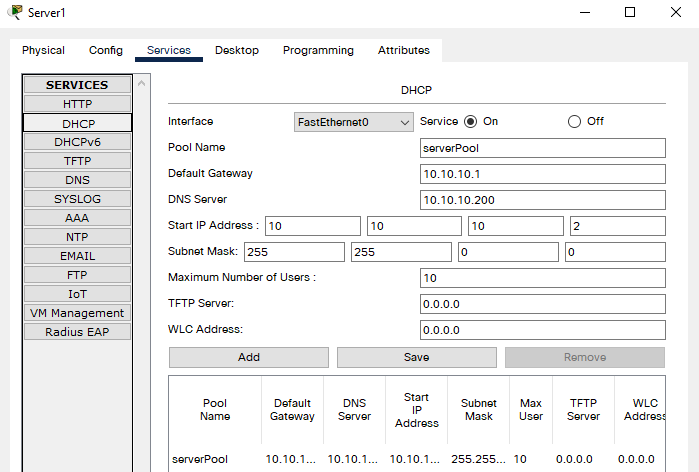 Server1
Physical Config Services Desktop Programming Attributes
SERVICES
HTTP
DHCP
DHCPv6
TFTP
DNS
SYSLOG
AAA
NTP
EMAIL
FTP
IoT
VM Management
Radius EAP
DHCP
Interface FastEthernet0 Service On Off
Pool Name serverPool
Default Gateway 10.10.10.1
DNS Server 10.10.10.200
Start IP Address : 10 10 10 2
Subnet Mask: 255 255 0 0
Maximum Number of Users : 10
TFTP Server: 0.0.0.0
WLC Address: 0.0.0.0
Add Save Remove
Pool Name Default Gateway DNS Server Start IP Address Subnet Mask Max User TFTP Server WLC Address
serverPool 10.10.1... 10.10.1... 10.10.1... 255.255... 10 0.0.0.0 0.0.0.0